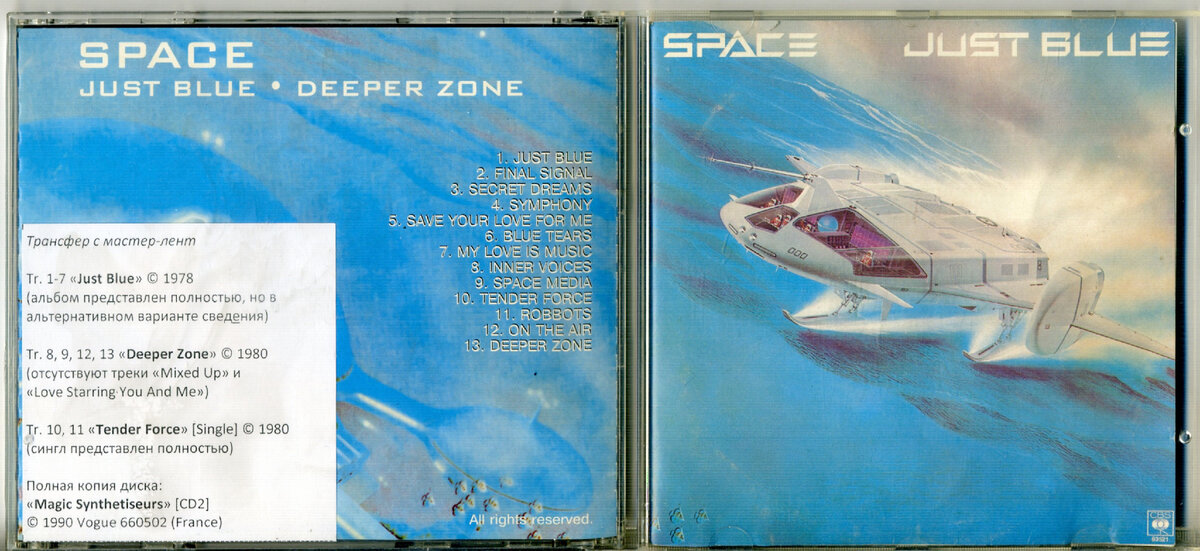 SPACE
JUST BLUE • DEEPER ZONE
1. JUST BLUE
2. FINAL SIGNAL
3. SECRET DREAMS
4. SYMPHONY
5. SAVE YOUR LOVE FOR ME
6. BLUE TEARS
7. MY LOVE IS MUSIC
8. INNER VOICES
9. SPACE MEDIA
10. TENDER FORCE
11. ROBBOTS
12. ON THE AIR
13. DEEPER ZONE
Трансфер с мастер-лент
Tr. 1-7 «Just Blue» © 1978
(альбом представлен полностью, но в
альтернативном варианте сведения)
Tr. 8, 9, 12, 13 «Deeper Zone» © 1980
(отсутствуют треки «Mixed Up» и
«Love Starring You And Me»)
Tr. 10, 11 «Tender Force» [Single] © 1980
(сингл представлен полностью)
Полная копия диска:
«Magic Synthetiseurs» [CD2]
© 1990 Vogue 660502 (France)
All rights reserved.
SPACE JUST BLUE
000
CBS
83521